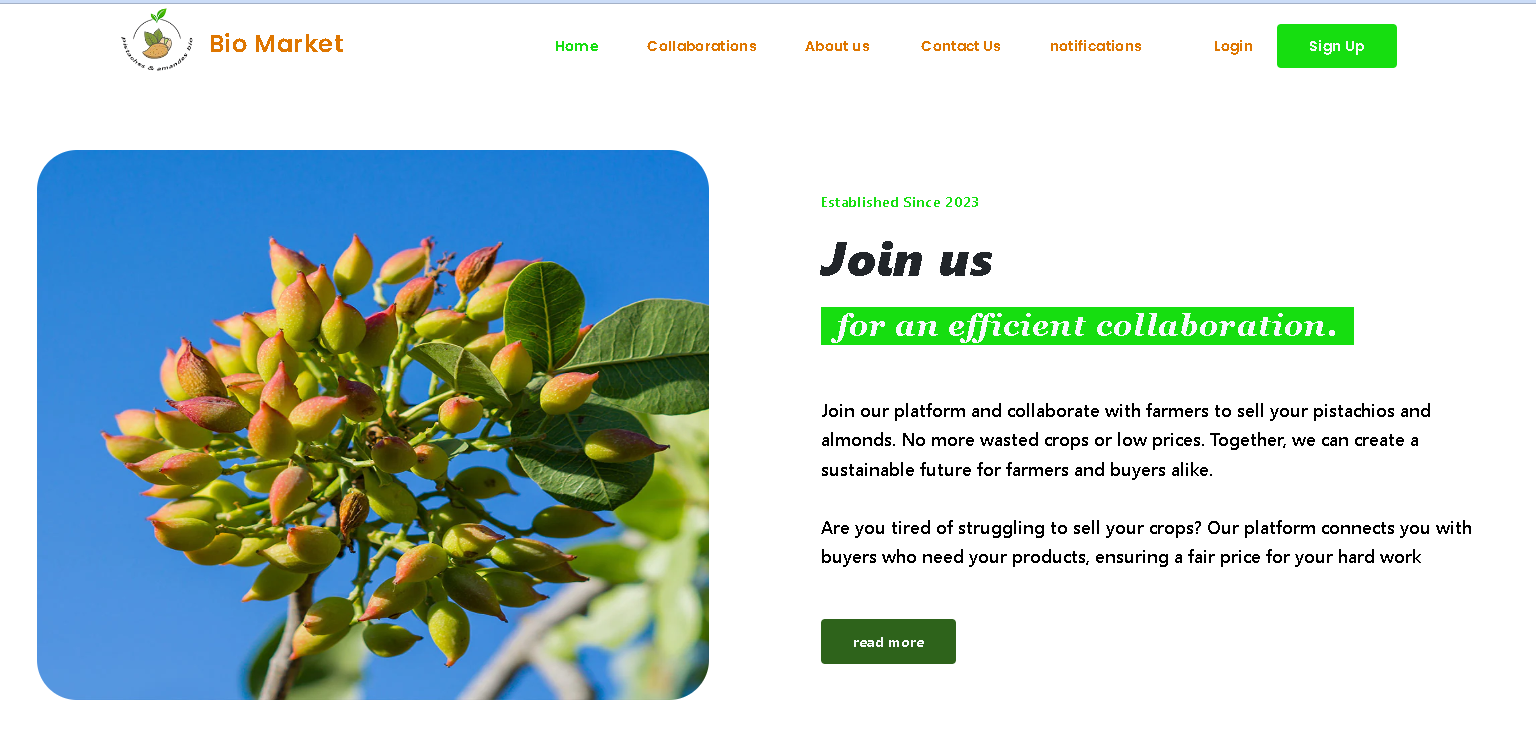 pistaches & amandes bio
Bio Market
Home Collaborations About us Contact Us notifications Login Sign Up
Established Since 2023
Join us
for an efficient collaboration.
Join our platform and collaborate with farmers to sell your pistachios and
almonds. No more wasted crops or low prices. Together, we can create a
sustainable future for farmers and buyers alike.
Are you tired of struggling to sell your crops? Our platform connects you with
buyers who need your products, ensuring a fair price for your hard work
read more